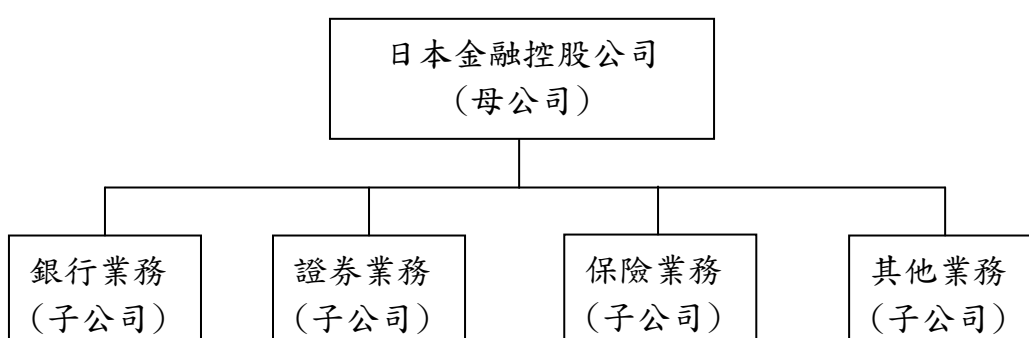 日本金融控股公司
（母公司）
銀行業務
（子公司）
證券業務
（子公司）
保險業務
（子公司）
其他業務
（子公司）